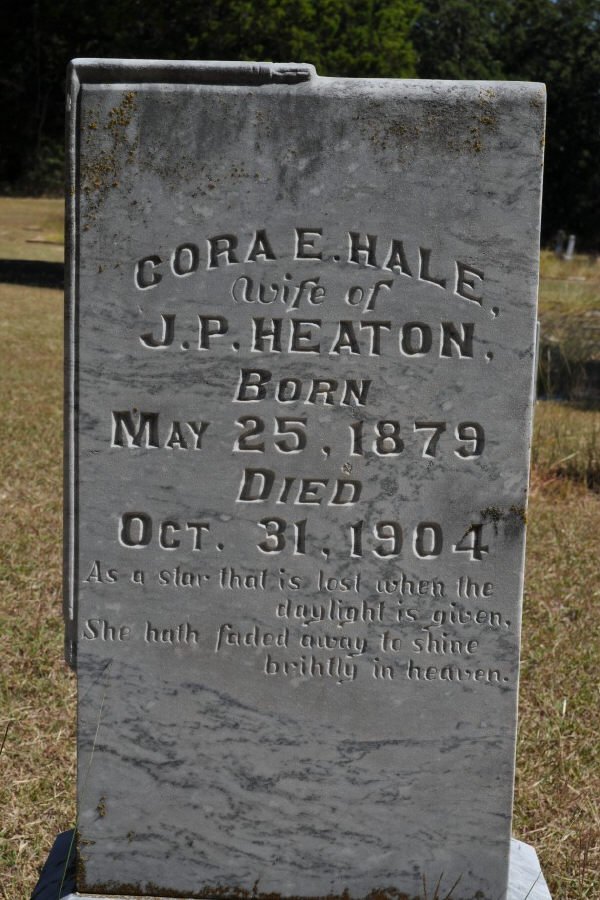 CORA E. HALE,
Wife of
J. P. HEATON.
BORN
MAY 25, 1879
DIED
OCT. 31, 1904
As a star that is lost when the
daylight is given,
She hath faded away to shine
brihtly in heaven.